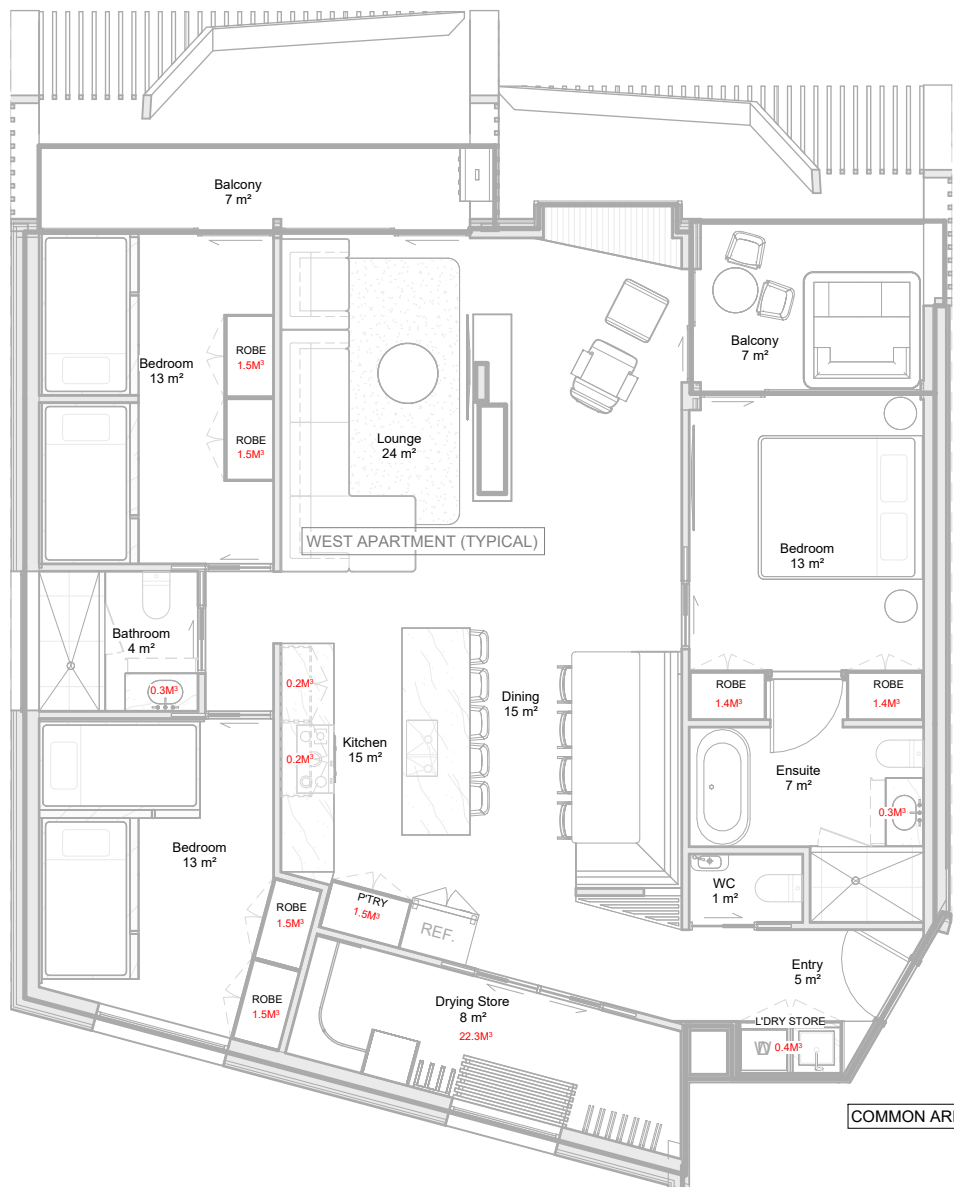 Balcony
7 m²
Balcony
7 m²
Bedroom
13 m²
ROBE
1.5M³
ROBE
1.5M³
Lounge
24 m²
WEST APARTMENT (TYPICAL)
Bedroom
13 m²
Bathroom
4 m²
0.3M³
0.2M³
0.2M³
Kitchen
15 m²
Dining
15 m²
ROBE
1.4M³
ROBE
1.4M³
Ensuite
7 m²
0.3M³
Bedroom
13 m²
ROBE
1.5M³
ROBE
1.5M³
P'TRY
1.5M³
REF.
WC
1 m²
Entry
5 m²
Drying Store
8 m²
22.3M³
L'DRY STORE
0.4M³
COMMON ARE